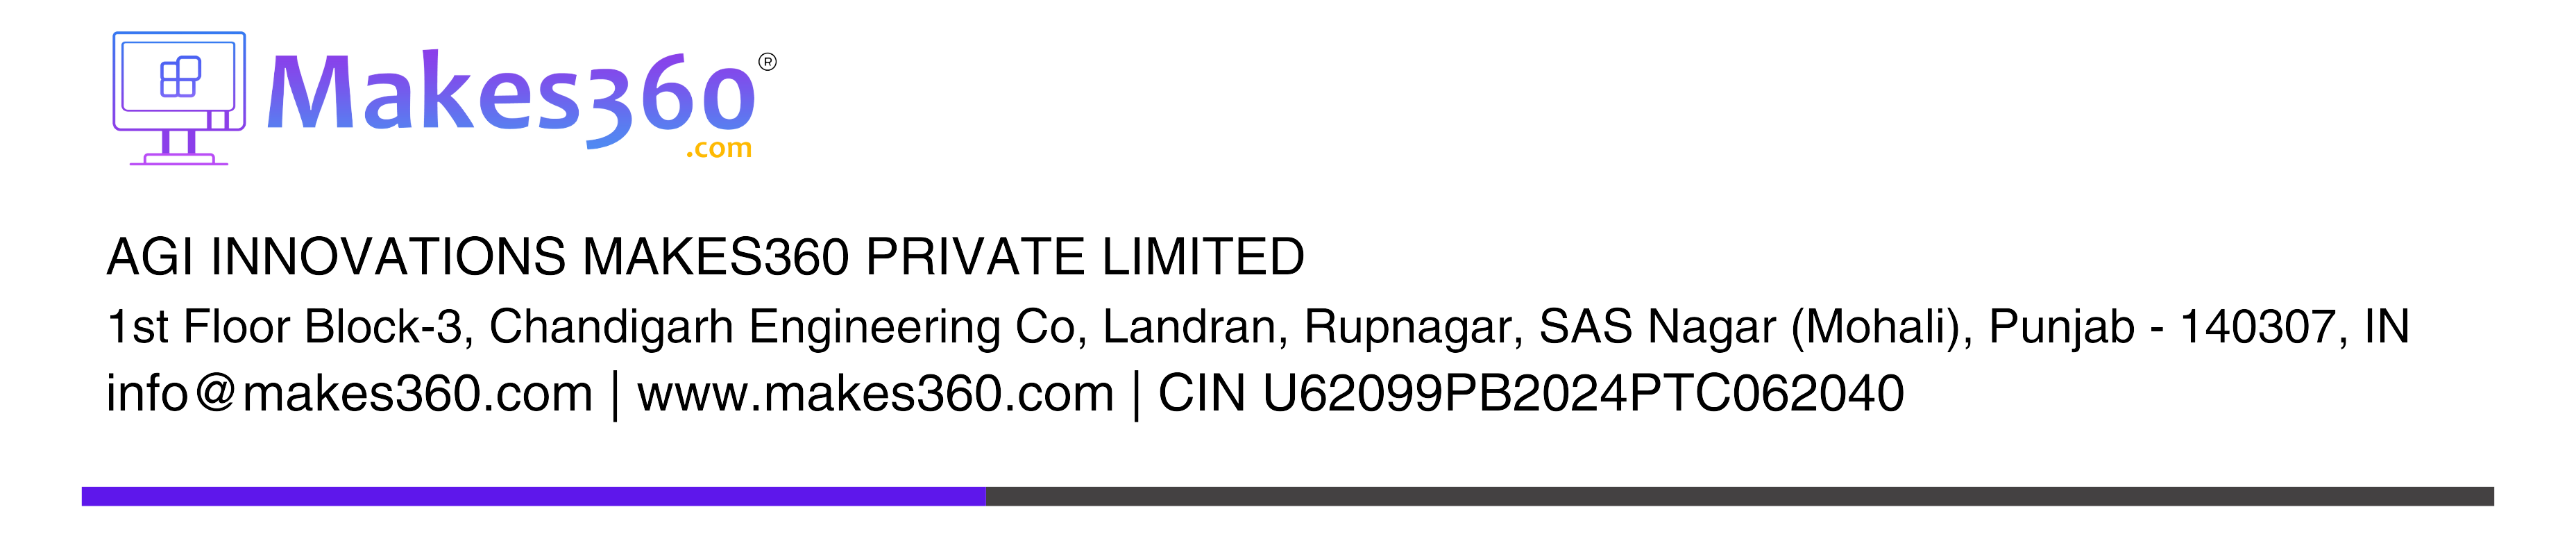 Makes360®
.com
AGI INNOVATIONS MAKES360 PRIVATE LIMITED
1st Floor Block-3, Chandigarh Engineering Co, Landran, Rupnagar, SAS Nagar (Mohali), Punjab - 140307, IN
info@makes360.com | www.makes360.com | CIN U62099PB2024PTC062040